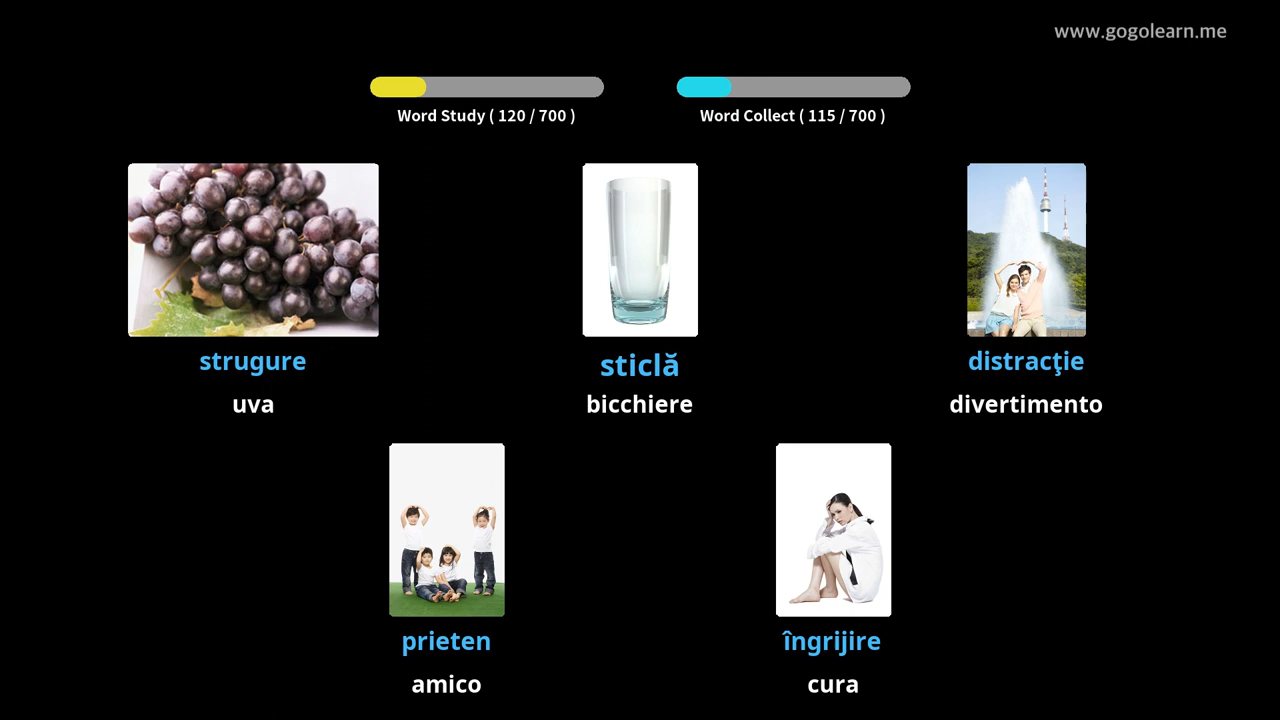 www.gogolearn.me
Word Study ( 120 / 700 )
Word Collect ( 115 / 700 )
strugure
sticlă
distracţie
uva
bicchiere
divertimento
prieten
îngrijire
amico
cura